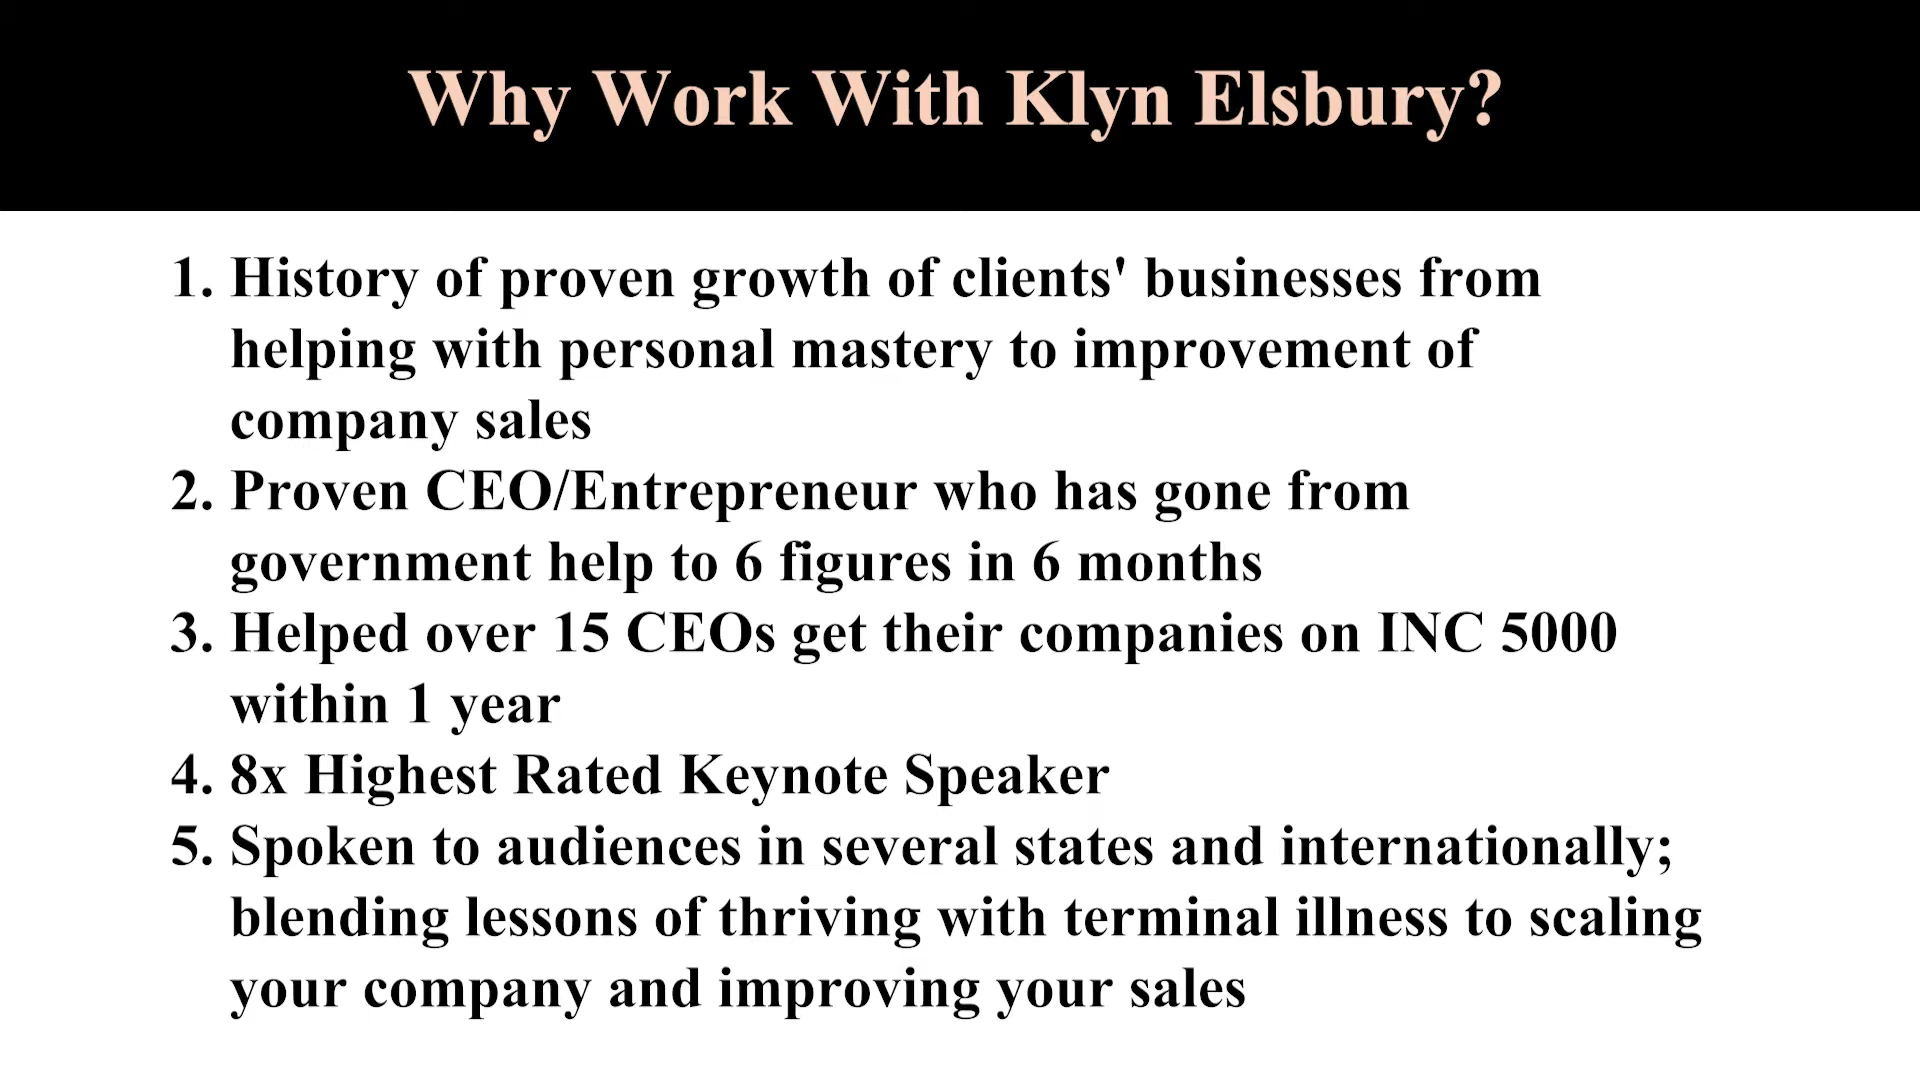 Why Work With Klyn Elsbury?
1. History of proven growth of clients' businesses from
helping with personal mastery to improvement of
company sales
2. Proven CEO/Entrepreneur who has gone from
government help to 6 figures in 6 months
3. Helped over 15 CEOs get their companies on INC 5000
within 1 year
4. 8x Highest Rated Keynote Speaker
5. Spoken to audiences in several states and internationally;
blending lessons of thriving with terminal illness to scaling
your company and improving your sales